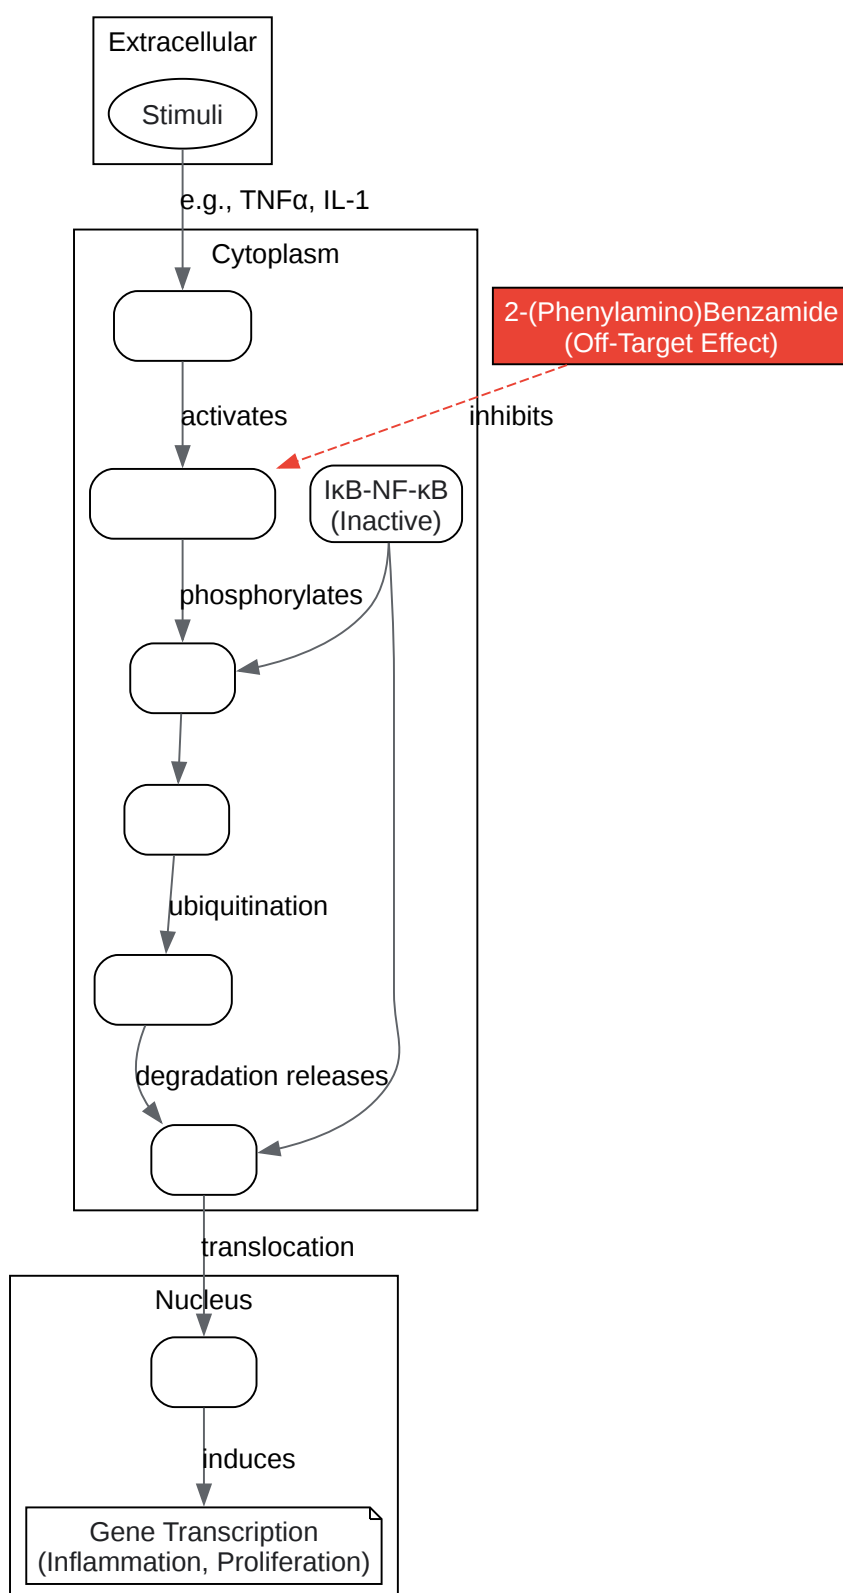 Extracellular
Stimuli
e.g., TNFα, IL-1
Cytoplasm
2-(Phenylamino)Benzamide
(Off-Target Effect)
activates
inhibits
IκB-NF-κB
(Inactive)
phosphorylates
ubiquitination
degradation releases
translocation
Nucleus
induces
Gene Transcription
(Inflammation, Proliferation)